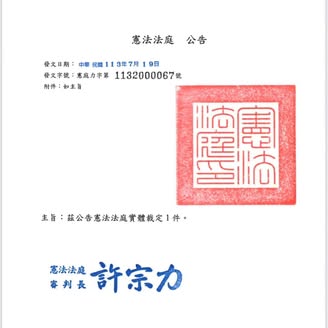 憲法法庭 公告
發文日期：中華民國113年7月19日
發文字號：憲庭力字第1132000067號
附件：如主旨
憲法
法庭印
主旨：茲公告憲法法庭實體裁定1件。
憲法法庭
審判長 許宗力